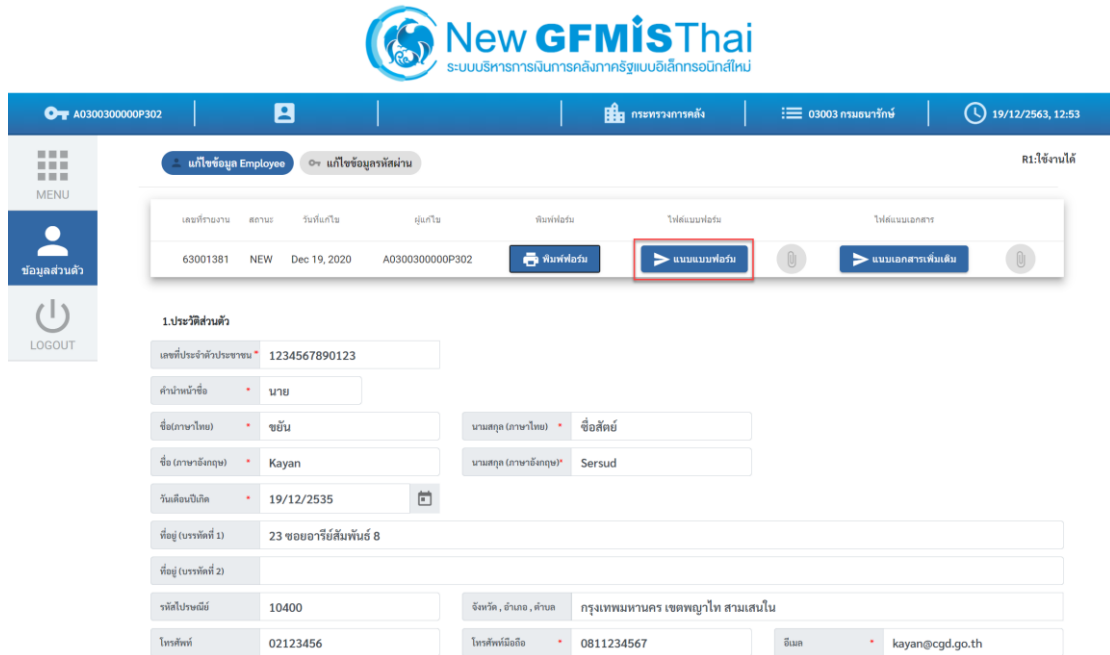 New GFMIS Thai
ระบบบริหารการเงินการคลังภาครัฐแบบอิเล็กทรอนิกส์ใหม่
A0300300000P302 กระทรวงการคลัง 03003 กรมธนารักษ์ 19/12/2563, 12:53
MENU
ข้อมูลส่วนตัว
LOGOUT
แก้ไขข้อมูล Employee แก้ไขข้อมูลรหัสผ่าน R1:ใช้งานได้
เลขที่รายงาน สถานะ วันที่แก้ไข ผู้แก้ไข พิมพ์ฟอร์ม ไฟล์แบบฟอร์ม ไฟล์แนบเอกสาร
63001381 NEW Dec 19, 2020 A0300300000P302 พิมพ์ฟอร์ม แนบแบบฟอร์ม แนบเอกสารเพิ่มเติม
1.ประวัติส่วนตัว
เลขที่ประจำตัวประชาชน * 1234567890123
คำนำหน้าชื่อ * นาย
ชื่อ(ภาษาไทย) * ขยัน นามสกุล (ภาษาไทย) * ซื่อสัตย์
ชื่อ (ภาษาอังกฤษ) * Kayan นามสกุล (ภาษาอังกฤษ)* Sersud
วันเดือนปีเกิด * 19/12/2535
ที่อยู่ (บรรทัดที่ 1) 23 ซอยอารีย์สัมพันธ์ 8
ที่อยู่ (บรรทัดที่ 2)
รหัสไปรษณีย์ 10400 จังหวัด , อำเภอ , ตำบล กรุงเทพมหานคร เขตพญาไท สามเสนใน
โทรศัพท์ 02123456 โทรศัพท์มือถือ * 0811234567 อีเมล * kayan@cgd.go.th